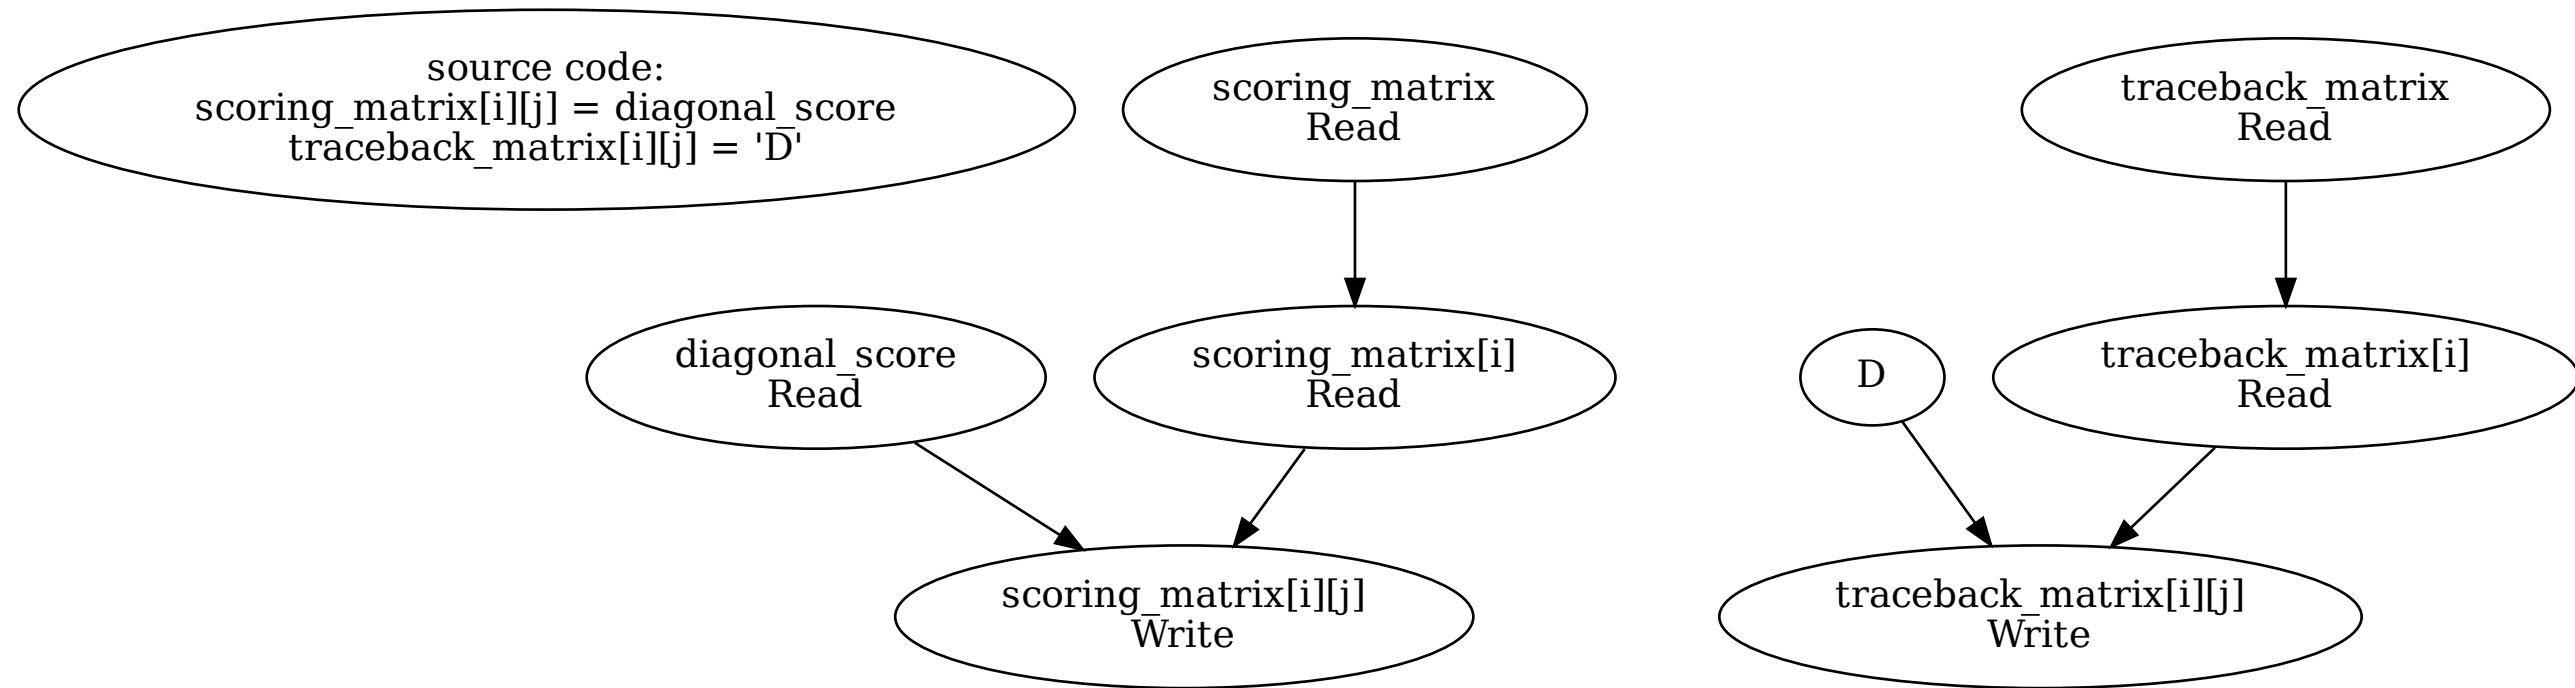 source code:
scoring_matrix[i][j] = diagonal_score
traceback_matrix[i][j] = 'D'
scoring_matrix
Read
traceback_matrix
Read
diagonal_score
Read
scoring_matrix[i]
Read
D
traceback_matrix[i]
Read
scoring_matrix[i][j]
Write
traceback_matrix[i][j]
Write